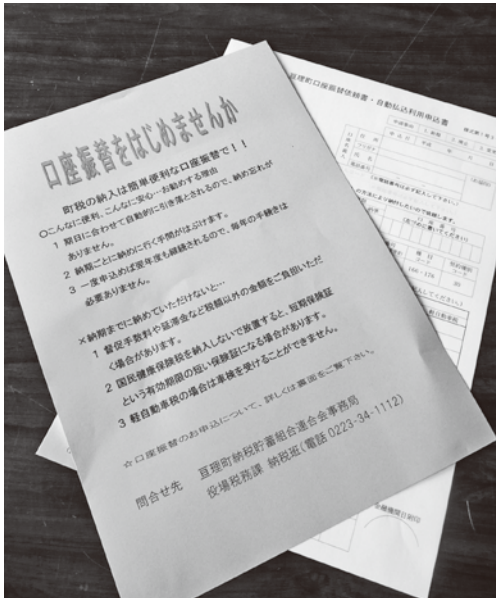 口座振替をはじめませんか
町税の納入は簡単便利な口座振替で！！
○こんなに便利、こんなに安心…お勧めする理由
1 期日に合わせて自動的に引き落とされるので、納め忘れが
ありません。
2 納期ごとに納めに行く手間がはぶけます。
3 一度申込めば翌年度も継続されるので、毎年の手続きは
必要ありません。
×納期までに納めていただけないと…
1 督促手数料や延滞金など税額以外の金額をご負担いただ
く場合があります。
2 国民健康保険税を納入しないで放置すると、短期保険証
という有効期限の短い保険証になる場合があります。
3 軽自動車税の場合は車検を受けることができません。
☆口座振替のお申込について、詳しくは裏面をご覧下さい。
問合せ先 亘理町納税貯蓄組合連合会事務局
役場税務課 納税班（電話 0223-34-1112）
亘理町口座振替依頼書・自動払込利用申込書